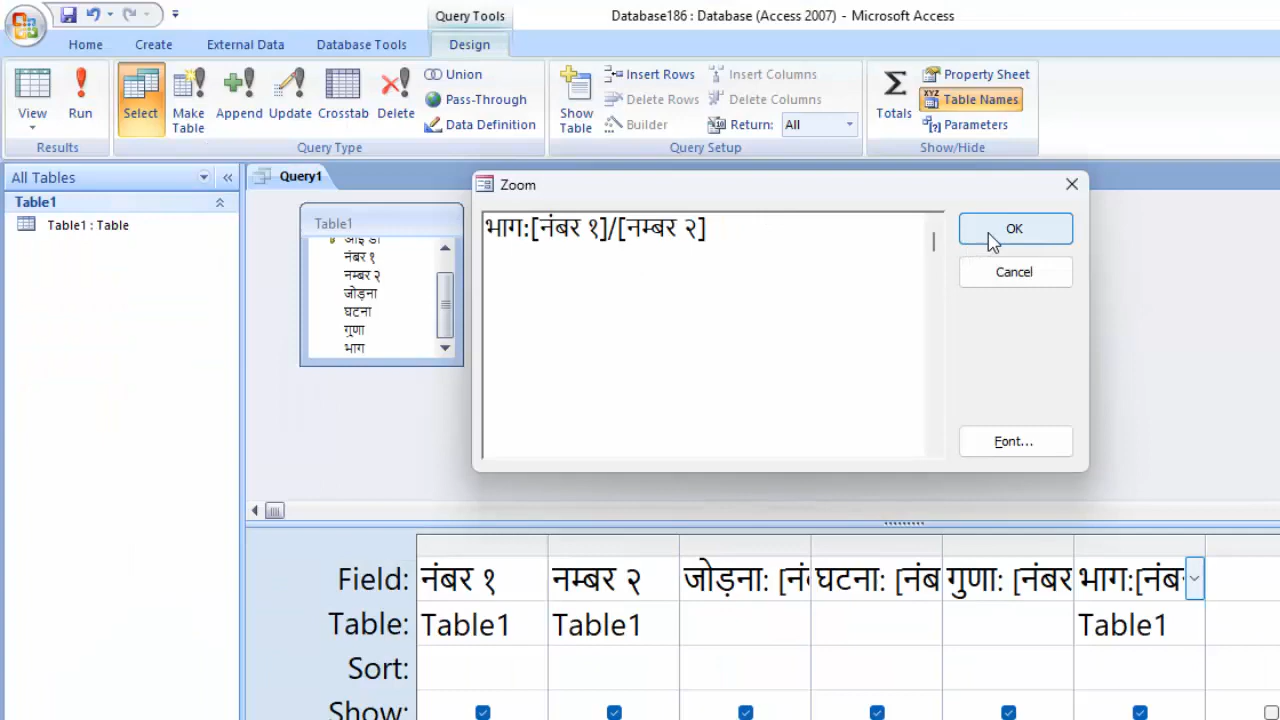 Query Tools
Database186 : Database (Access 2007) - Microsoft Access
Home Create External Data Database Tools Design
View
Run
Select
Make Table
Append
Update
Crosstab
Delete
Union
Pass-Through
Data Definition
Show Table
Insert Rows
Delete Rows
Builder
Insert Columns
Delete Columns
Return: All
Totals
Property Sheet
Table Names
Parameters
Results
Query Type
Query Setup
Show/Hide
All Tables
Table1
Table1 : Table
Query1
Table1
आई डी
नंबर १
नम्बर २
जोड़ना
घटना
गुणा
भाग
Zoom
भाग:[नंबर १]/[नम्बर २]
OK
Cancel
Font...
Field: नंबर १ नम्बर २ जोड़ना: [नं घटना: [नंब गुणा: [नंबर भाग:[नंब
Table: Table1 Table1 Table1
Sort:
Show: